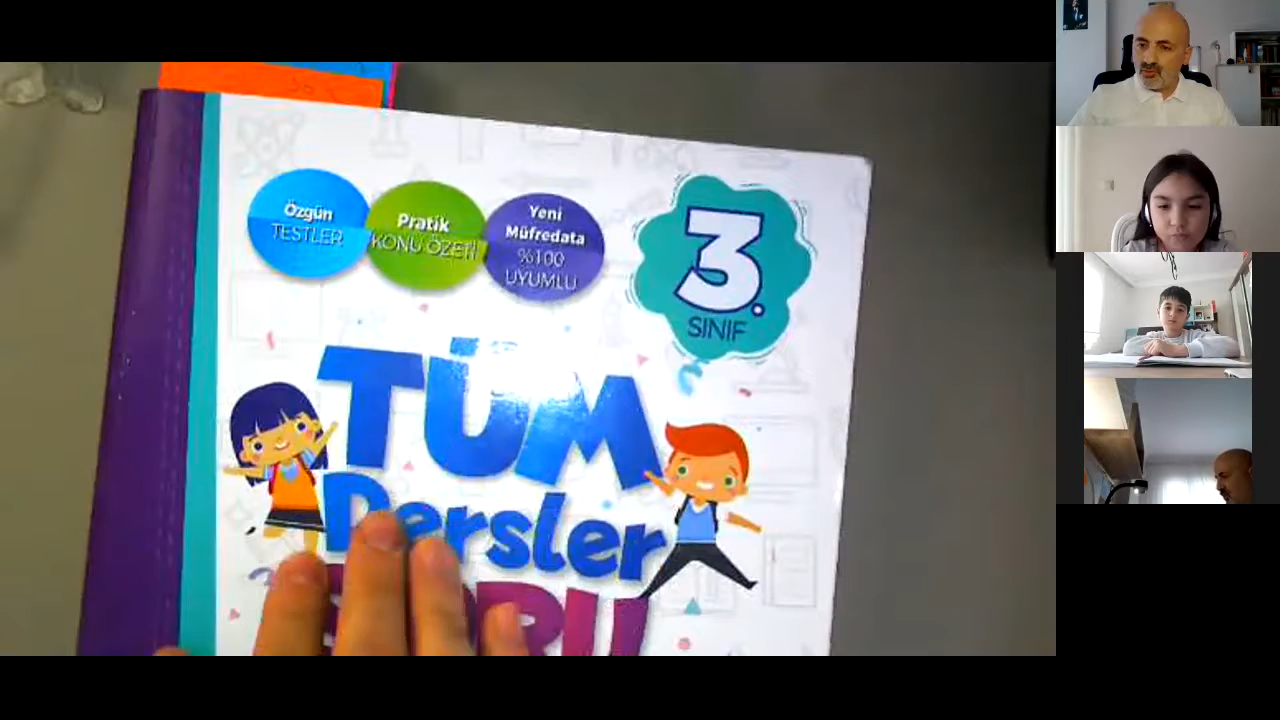 Özgün
TESTLER
Pratik
KONU ÖZETİ
Yeni
Müfredata
%100
UYUMLU
3.
SINIF
TÜM
Dersler